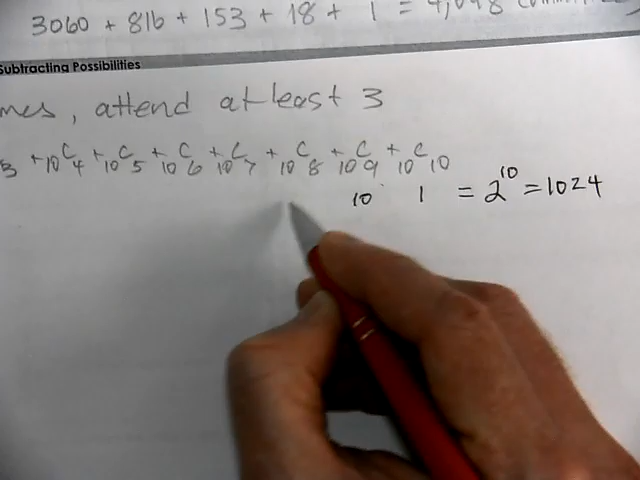 3060 + 816 + 153 + 18 + 1 = 4,048
Subtracting Possibilities
mes, attend at least 3
3 + 10C4 + 10C5 + 10C6 + 10C7 + 10C8 + 10C9 + 10C10
10 1 = 2^10 = 1024